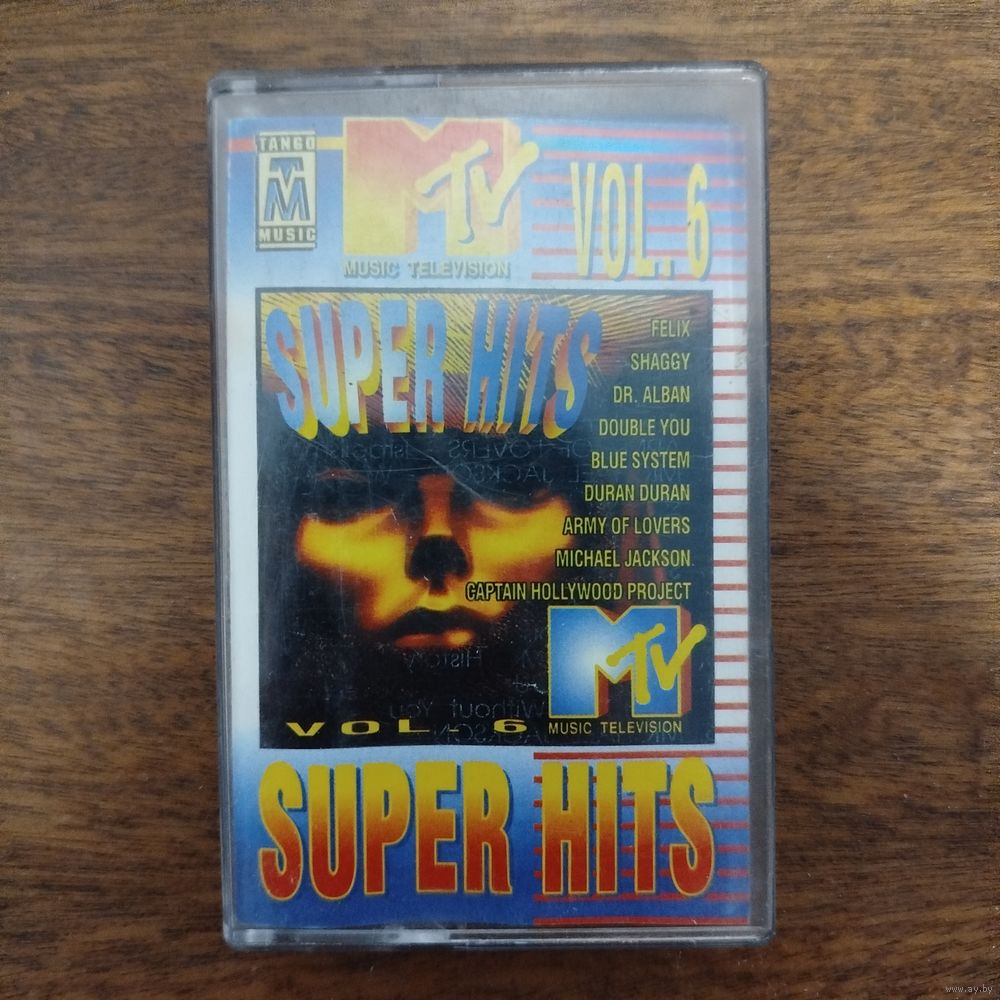 TANGO
TM
MUSIC
MTV
MUSIC TELEVISION
VOL. 6
SUPER HITS
FELIX
SHAGGY
DR. ALBAN
DOUBLE YOU
BLUE SYSTEM
DURAN DURAN
ARMY OF LOVERS
MICHAEL JACKSON
CAPTAIN HOLLYWOOD PROJECT
MTV
MUSIC TELEVISION
VOL. 6
SUPER HITS
www.ay.by